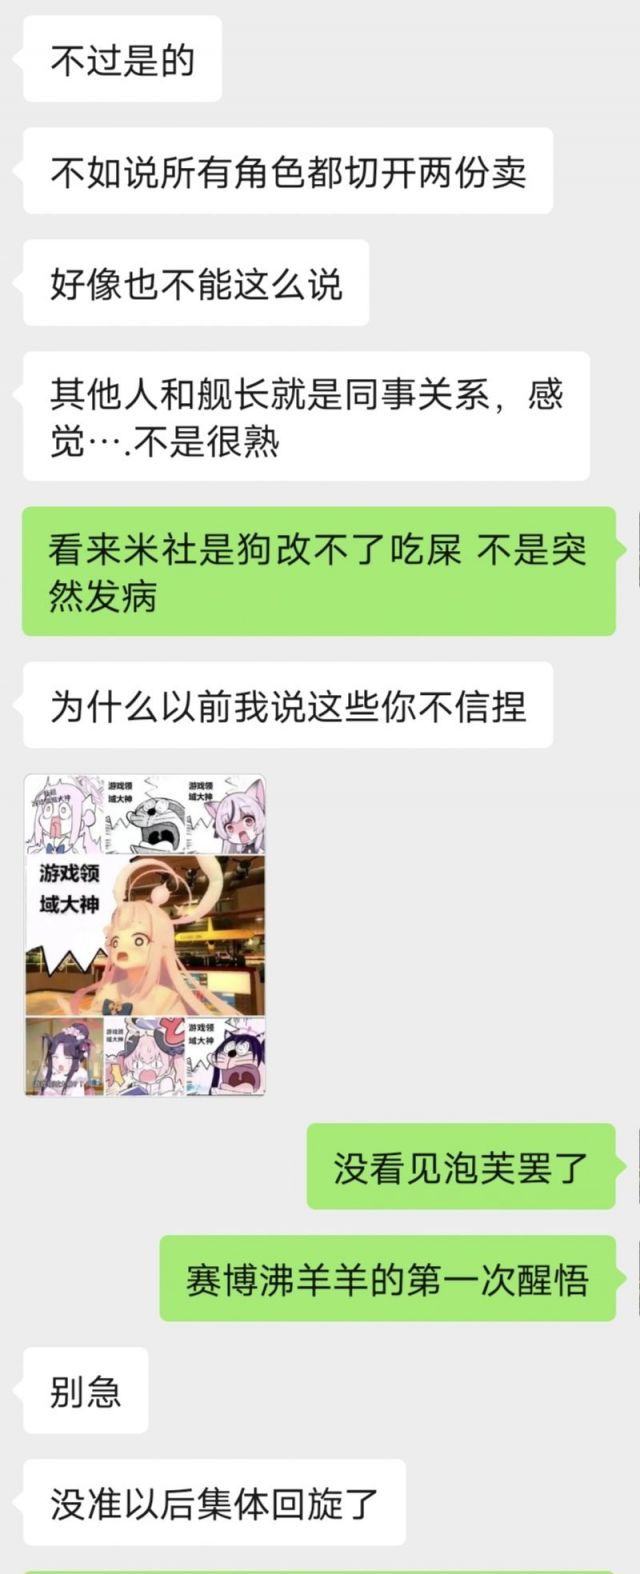 不过是的
不如说所有角色都切开两份卖
好像也不能这么说
其他人和舰长就是同事关系，感
觉….不是很熟
看来米社是狗改不了吃屎 不是突
然发病
为什么以前我说这些你不信捏
游戏领
域大神
游戏领
域大神
游戏领
域大神
游戏领
域大神
游戏领
域大神
没看见泡芙罢了
赛博沸羊羊的第一次醒悟
别急
没准以后集体回旋了